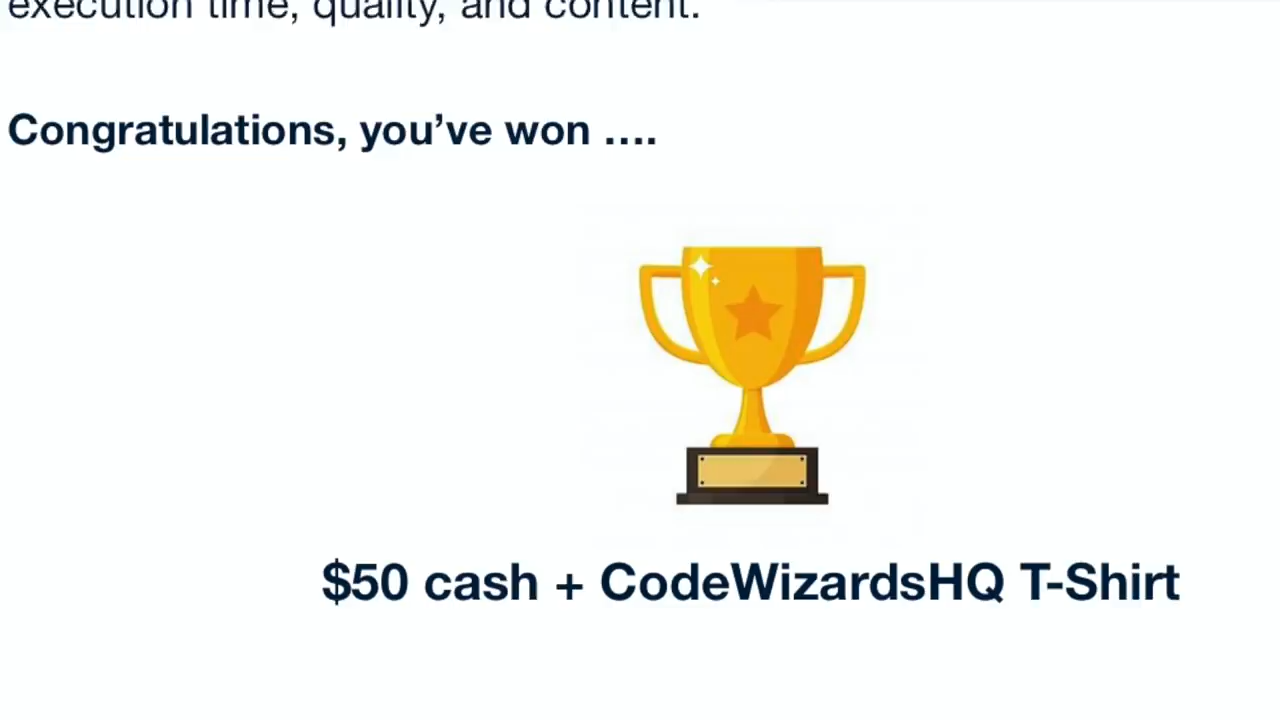 execution time, quality, and content.
Congratulations, you’ve won ....
$50 cash + CodeWizardsHQ T-Shirt